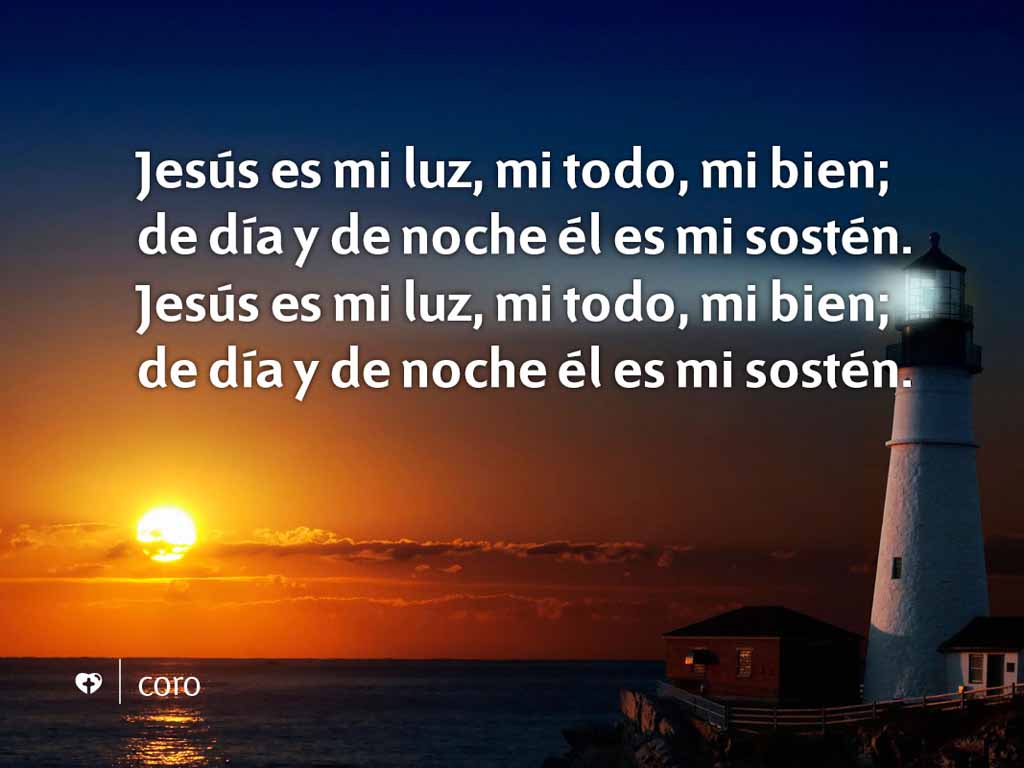 Jesús es mi luz, mi todo, mi bien;
de día y de noche él es mi sostén.
Jesús es mi luz, mi todo, mi bien;
de día y de noche él es mi sostén.
coro